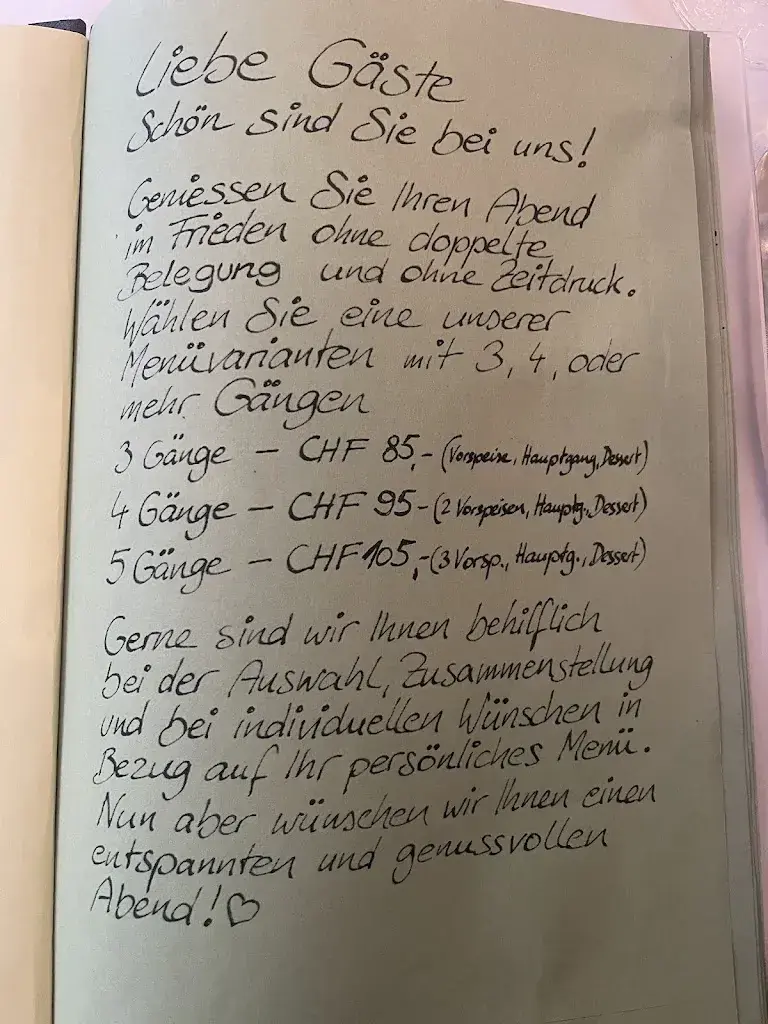 Liebe Gäste
Schön sind Sie bei uns!
Geniessen Sie Ihren Abend
im Frieden ohne doppelte
Belegung und ohne Zeitdruck.
Wählen Sie eine unserer
Menüvarianten mit 3, 4, oder
mehr Gängen
3 Gänge – CHF 85,- (Vorspeise, Hauptgang, Dessert)
4 Gänge – CHF 95- (2 Vorspeisen, Hauptg., Dessert)
5 Gänge – CHF 105,- (3 Vorsp., Hauptg., Dessert)
Gerne sind wir Ihnen behilflich
bei der Auswahl, Zusammenstellung
und bei individuellen Wünschen in
Bezug auf Ihr persönliches Menü.
Nun aber wünschen wir Ihnen einen
entspannten und genussvollen
Abend! ♡